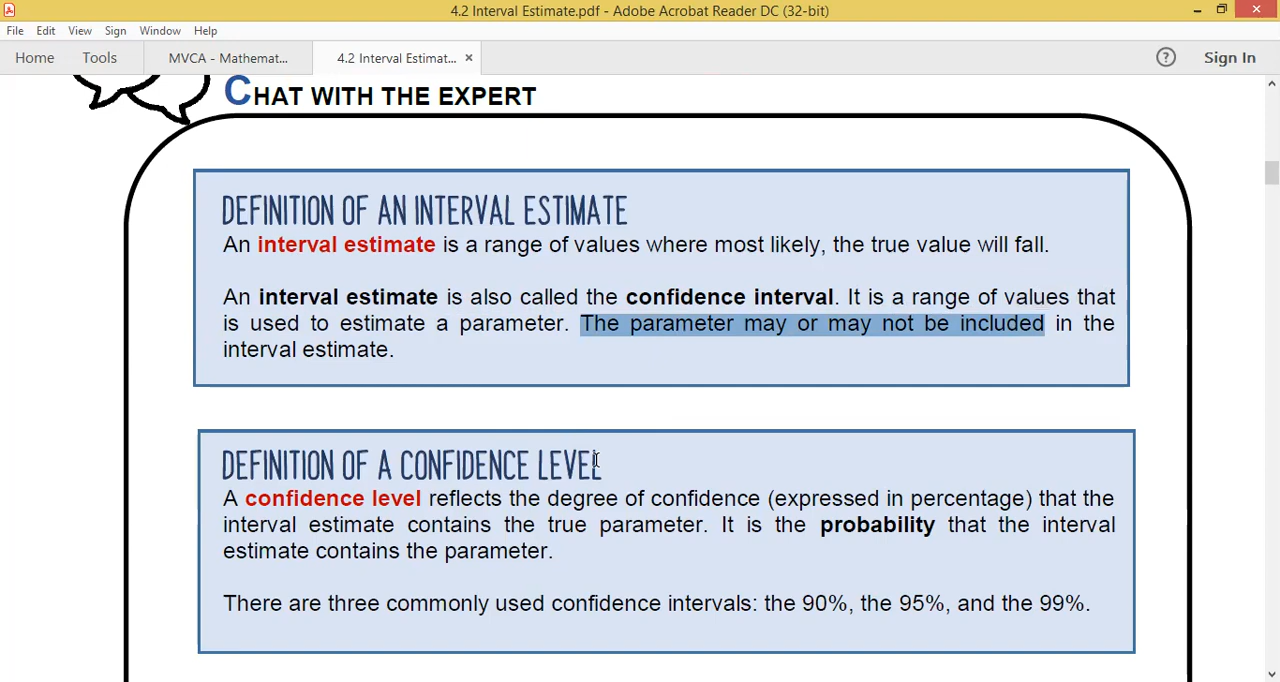 4.2 Interval Estimate.pdf - Adobe Acrobat Reader DC (32-bit)
File Edit View Sign Window Help
Home Tools MVCA - Mathemat... 4.2 Interval Estimat... × ? Sign In
CHAT WITH THE EXPERT
DEFINITION OF AN INTERVAL ESTIMATE
An interval estimate is a range of values where most likely, the true value will fall.
An interval estimate is also called the confidence interval. It is a range of values that
is used to estimate a parameter. The parameter may or may not be included in the
interval estimate.
DEFINITION OF A CONFIDENCE LEVEL
A confidence level reflects the degree of confidence (expressed in percentage) that the
interval estimate contains the true parameter. It is the probability that the interval
estimate contains the parameter.
There are three commonly used confidence intervals: the 90%, the 95%, and the 99%.